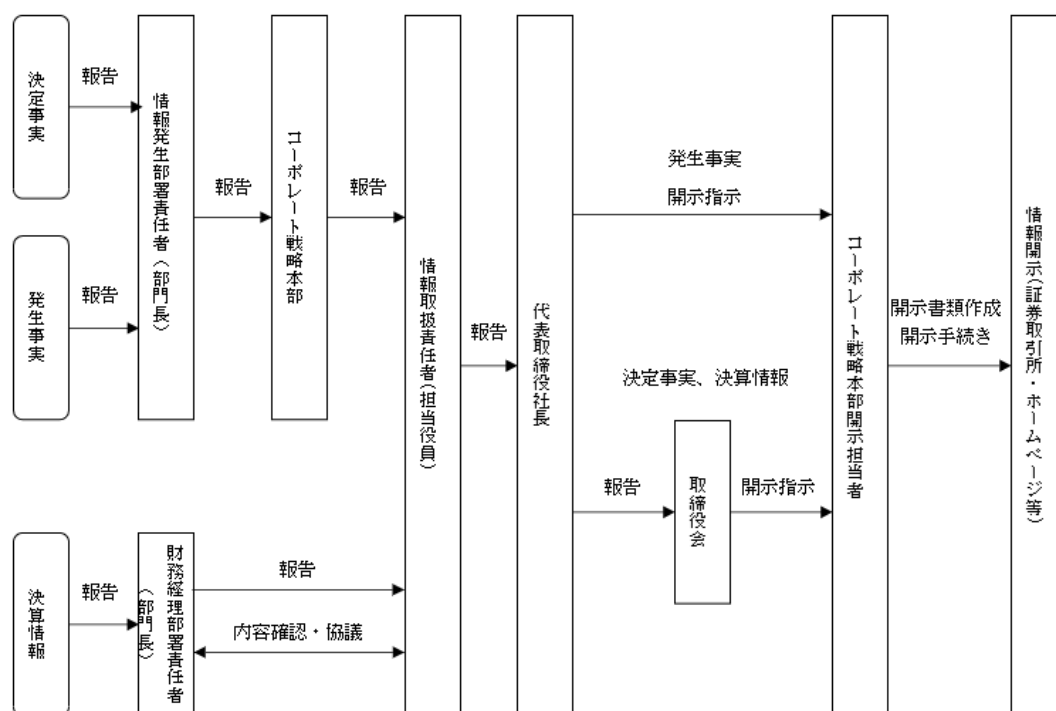 決定事実
報告
情報発生部署責任者(部門長)
報告
コーポレート戦略本部
報告
発生事実
報告
決算情報
報告
財務経理部署責任者
(部門長)
報告
内容確認・協議
情報取扱責任者(担当役員)
報告
代表取締役社長
発生事実
開示指示
決定事実、決算情報
報告
取締役会
開示指示
コーポレート戦略本部開示担当者
開示書類作成
開示手続き
情報開示(証券取引所・ホームページ等)